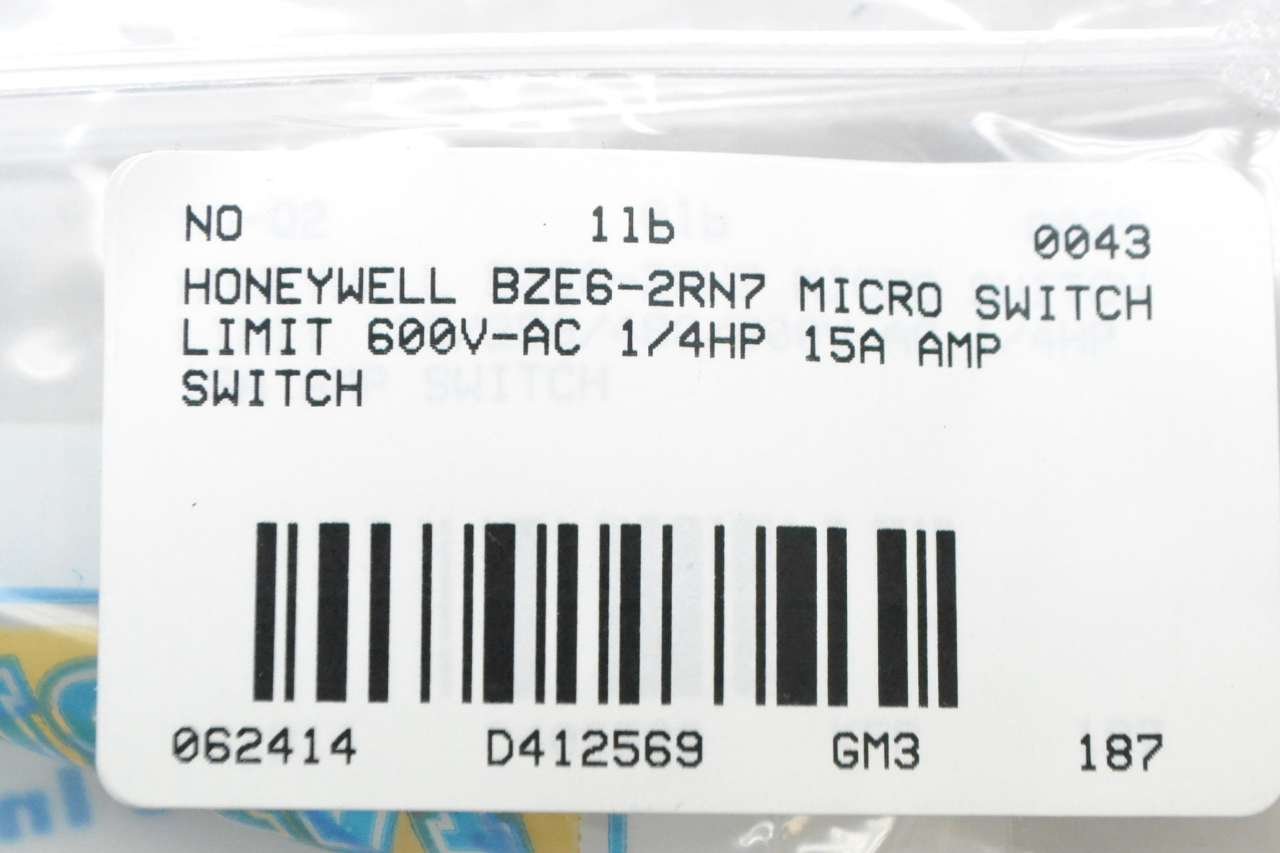 NO 1lb 0043
HONEYWELL BZE6-2RN7 MICRO SWITCH
LIMIT 600V-AC 1/4HP 15A AMP
SWITCH
062414 D412569 GM3 187